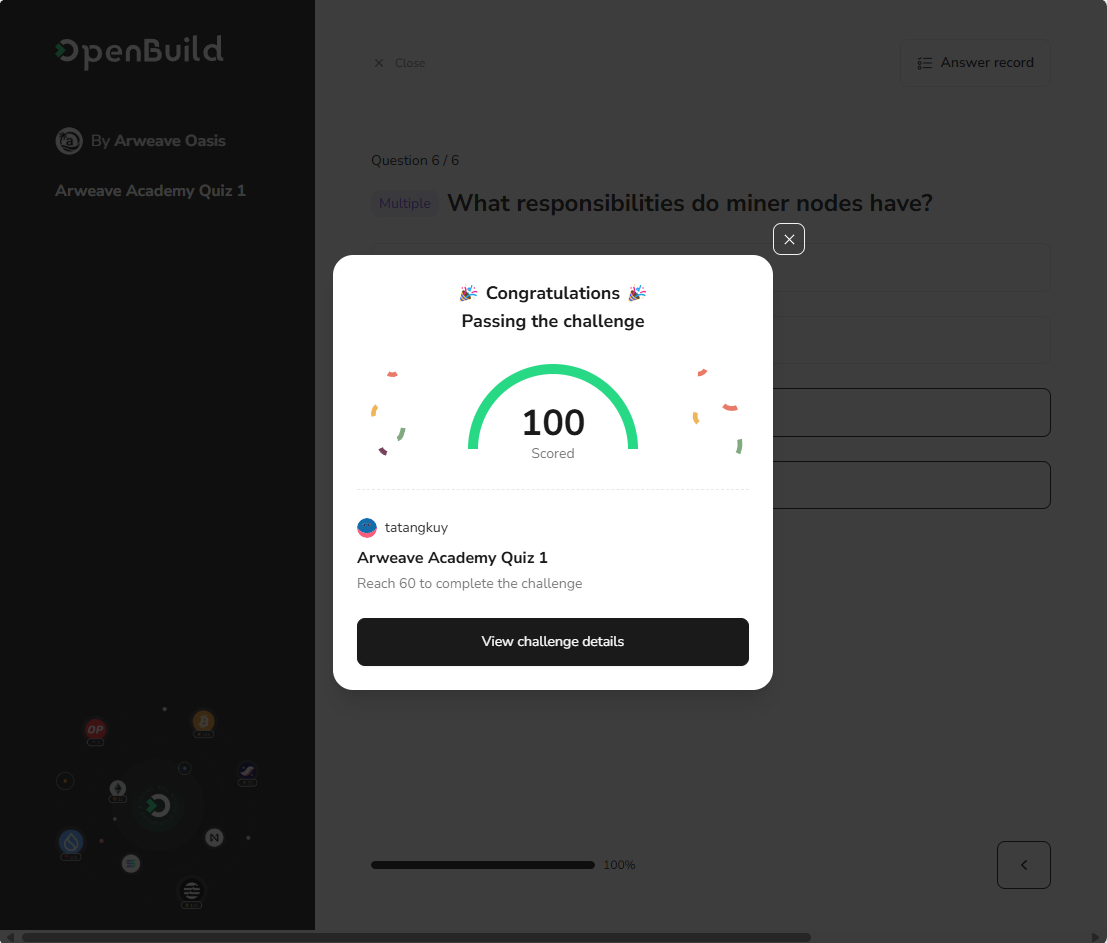 OpenBuild
By Arweave Oasis
Arweave Academy Quiz 1
Close
Answer record
Question 6 / 6
Multiple
What responsibilities do miner nodes have?
Congratulations
Passing the challenge
100
Scored
tatangkuy
Arweave Academy Quiz 1
Reach 60 to complete the challenge
View challenge details
OP
100%